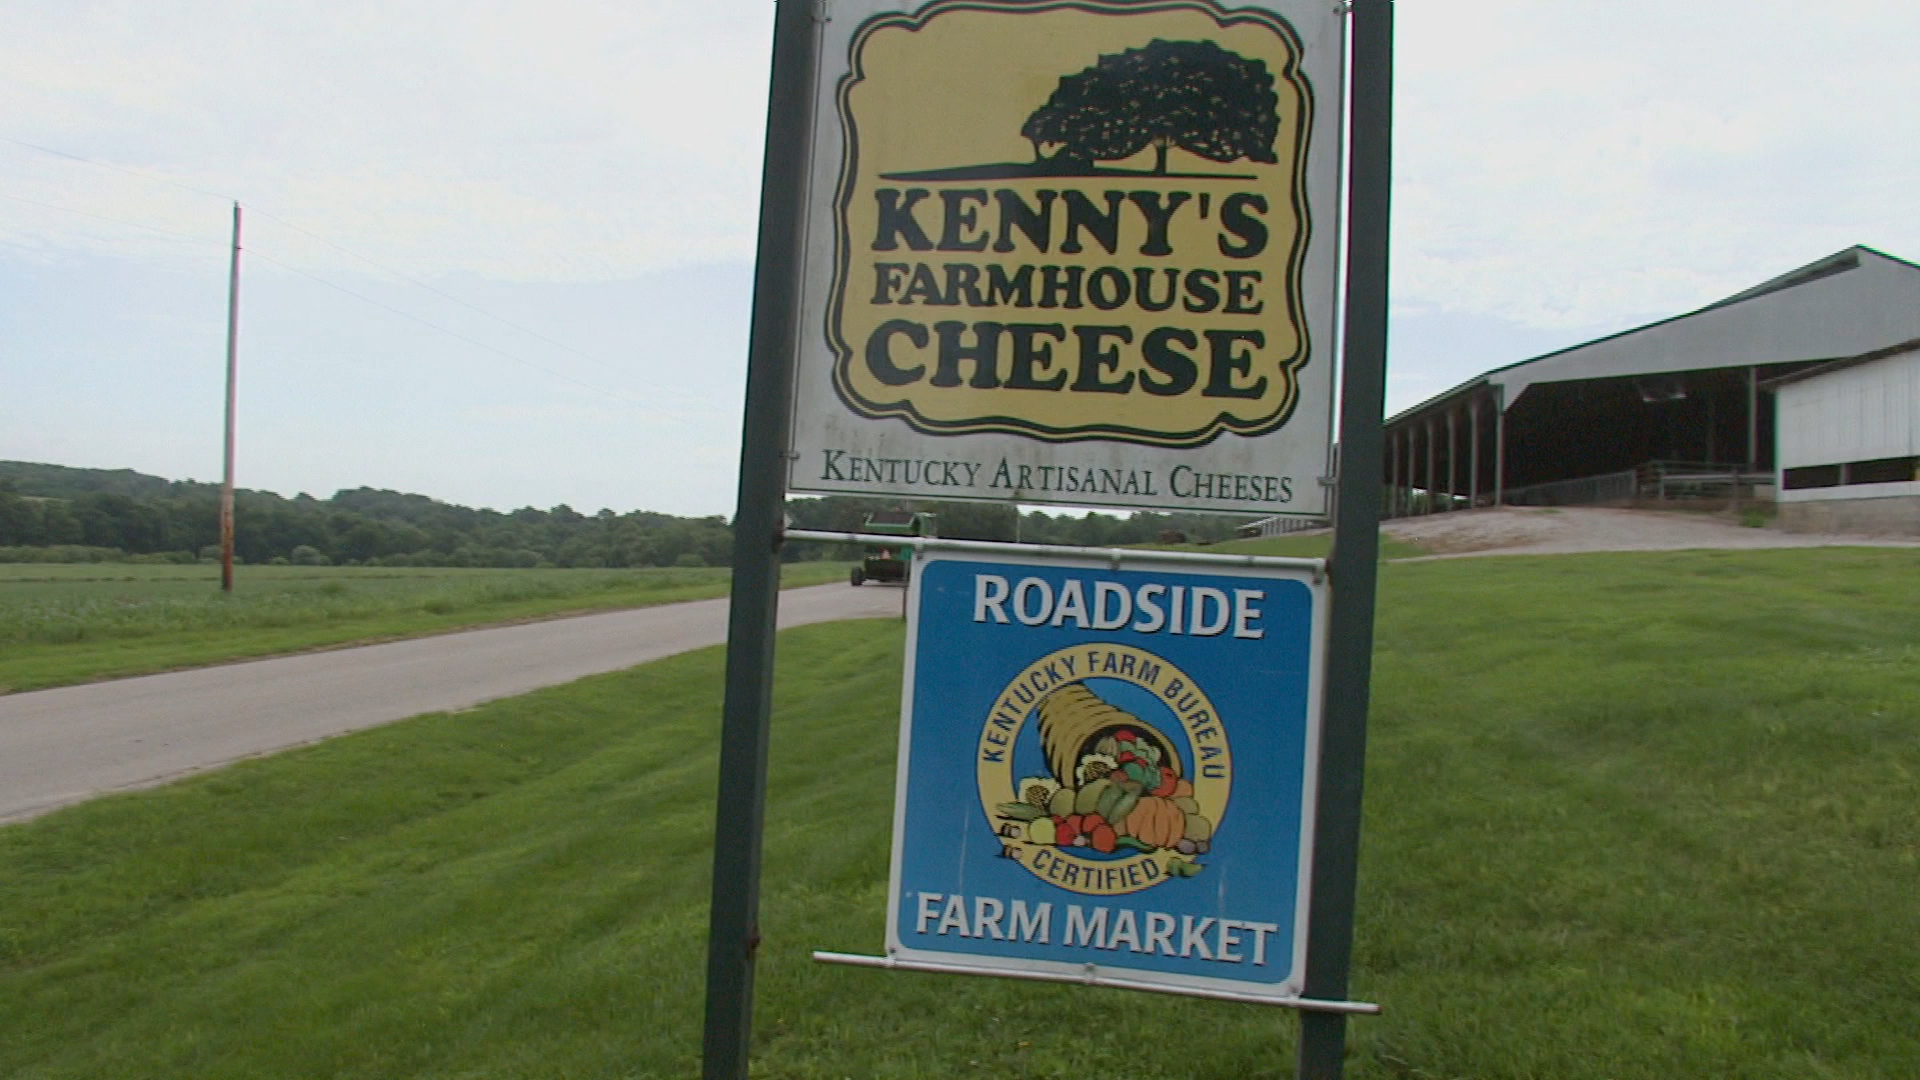 KENNY'S
FARMHOUSE
CHEESE
KENTUCKY ARTISANAL CHEESES
ROADSIDE
KENTUCKY FARM BUREAU
CERTIFIED
FARM MARKET